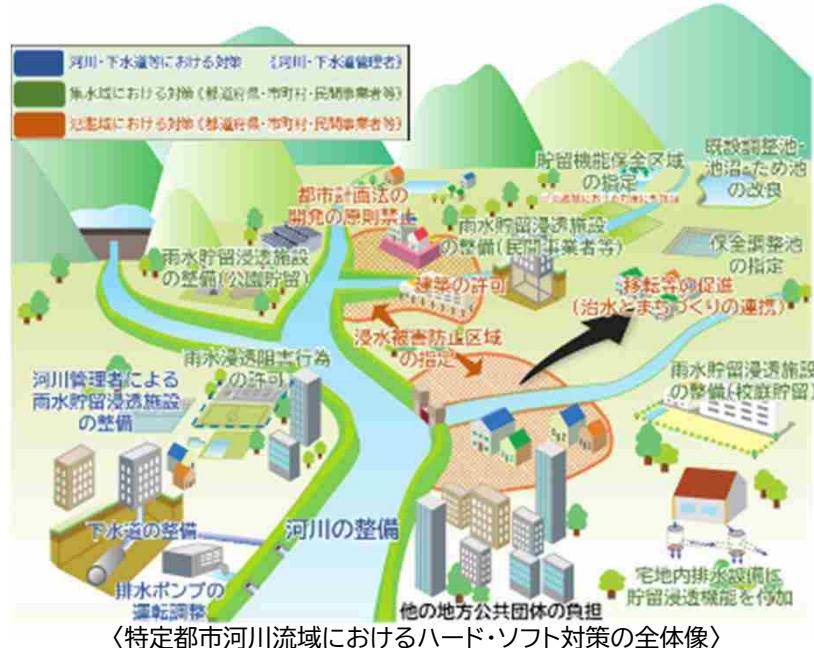 河川・下水道等における対策 《河川・下水道管理者》
集水域における対策《都道府県・市町村・民間事業者等》
氾濫域における対策《都道府県・市町村・民間事業者等》
貯留機能保全区域
の指定
既設調整池・
池沼・ため池
の改良
都市計画法の
開発の原則禁止
雨水貯留浸透施設
の整備(民間事業者等)
保全調整池
の指定
雨水貯留浸透施設
の整備(公園貯留)
建築の許可
移転等の促進
(治水とまちづくりの連携)
浸水被害防止区域
の指定
雨水浸透阻害行為
の許可
河川管理者による
雨水貯留浸透施設
の整備
雨水貯留浸透施設
の整備(校庭貯留)
下水道の整備
河川の整備
排水ポンプの
運転調整
宅地内排水設備に
貯留浸透機能を付加
他の地方公共団体の負担
〈特定都市河川流域におけるハード・ソフト対策の全体像〉